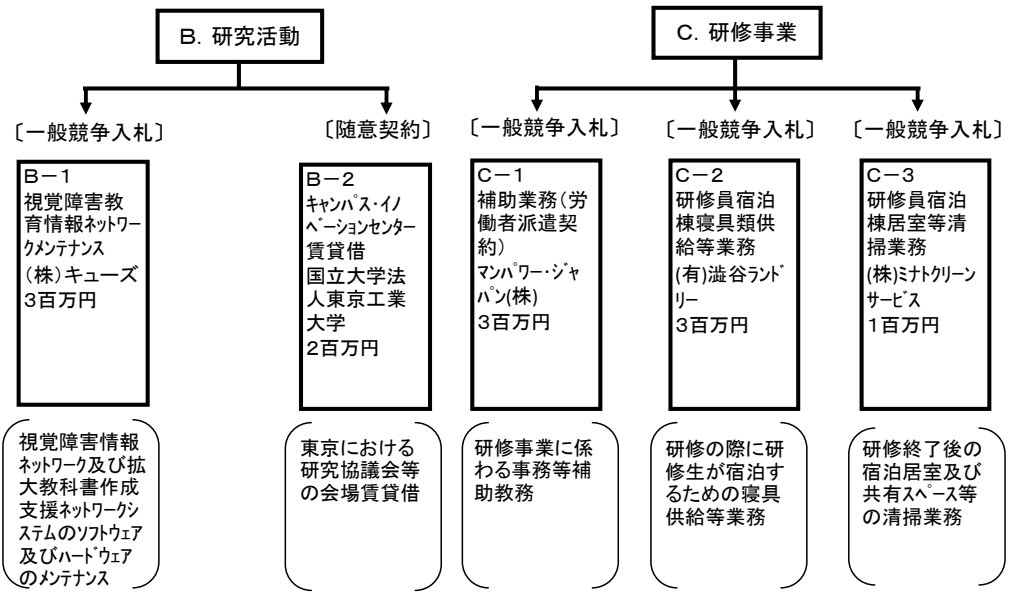 B．研究活動
〔一般競争入札〕
B－1
視覚障害教
育情報ﾈｯﾄﾜｰ
ｸﾒﾝﾃﾅﾝｽ
（株）キューズ
3百万円
視覚障害情報
ﾈｯﾄﾜｰｸ及び拡
大教科書作成
支援ﾈｯﾄﾜｰｸｼ
ｽﾃﾑのｿﾌﾄｳｪｱ
及びﾊｰﾄﾞｳｪｱ
のﾒﾝﾃﾅﾝｽ
〔随意契約〕
B－2
ｷｬﾝﾊﾟｽ・ｲﾉ
ﾍﾞｰｼｮﾝｾﾝﾀｰ
賃貸借
国立大学法
人東京工業
大学
2百万円
東京における
研究協議会等
の会場賃貸借
C．研修事業
〔一般競争入札〕
C－1
補助業務（労
働者派遣契
約）
ﾏﾝﾊﾟﾜｰ・ｼﾞｬ
ﾊﾟﾝ(株)
3百万円
研修事業に係
わる事務等補
助教務
〔一般競争入札〕
C－2
研修員宿泊
棟寝具類供
給等業務
(有)澁谷ﾗﾝﾄﾞ
ﾘｰ
3百万円
研修の際に研
修生が宿泊す
るための寝具
供給等業務
〔一般競争入札〕
C－3
研修員宿泊
棟居室等清
掃業務
(株)ﾐﾅﾄｸﾘｰﾝ
ｻｰﾋﾞｽ
1百万円
研修終了後の
宿泊居室及び
共有ｽﾍﾟｰｽ等
の清掃業務